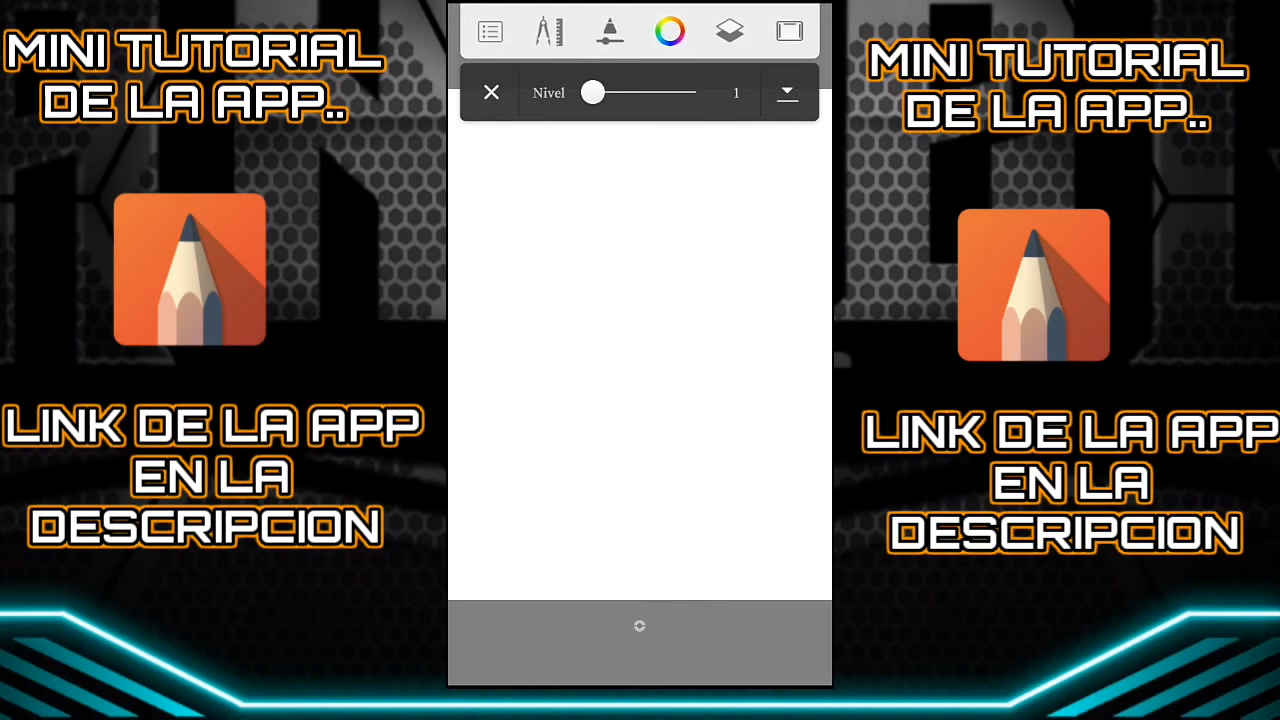 MINI TUTORIAL
DE LA APP..
LINK DE LA APP
EN LA
DESCRIPCION
Nivel 1
MINI TUTORIAL
DE LA APP..
LINK DE LA APP
EN LA
DESCRIPCION